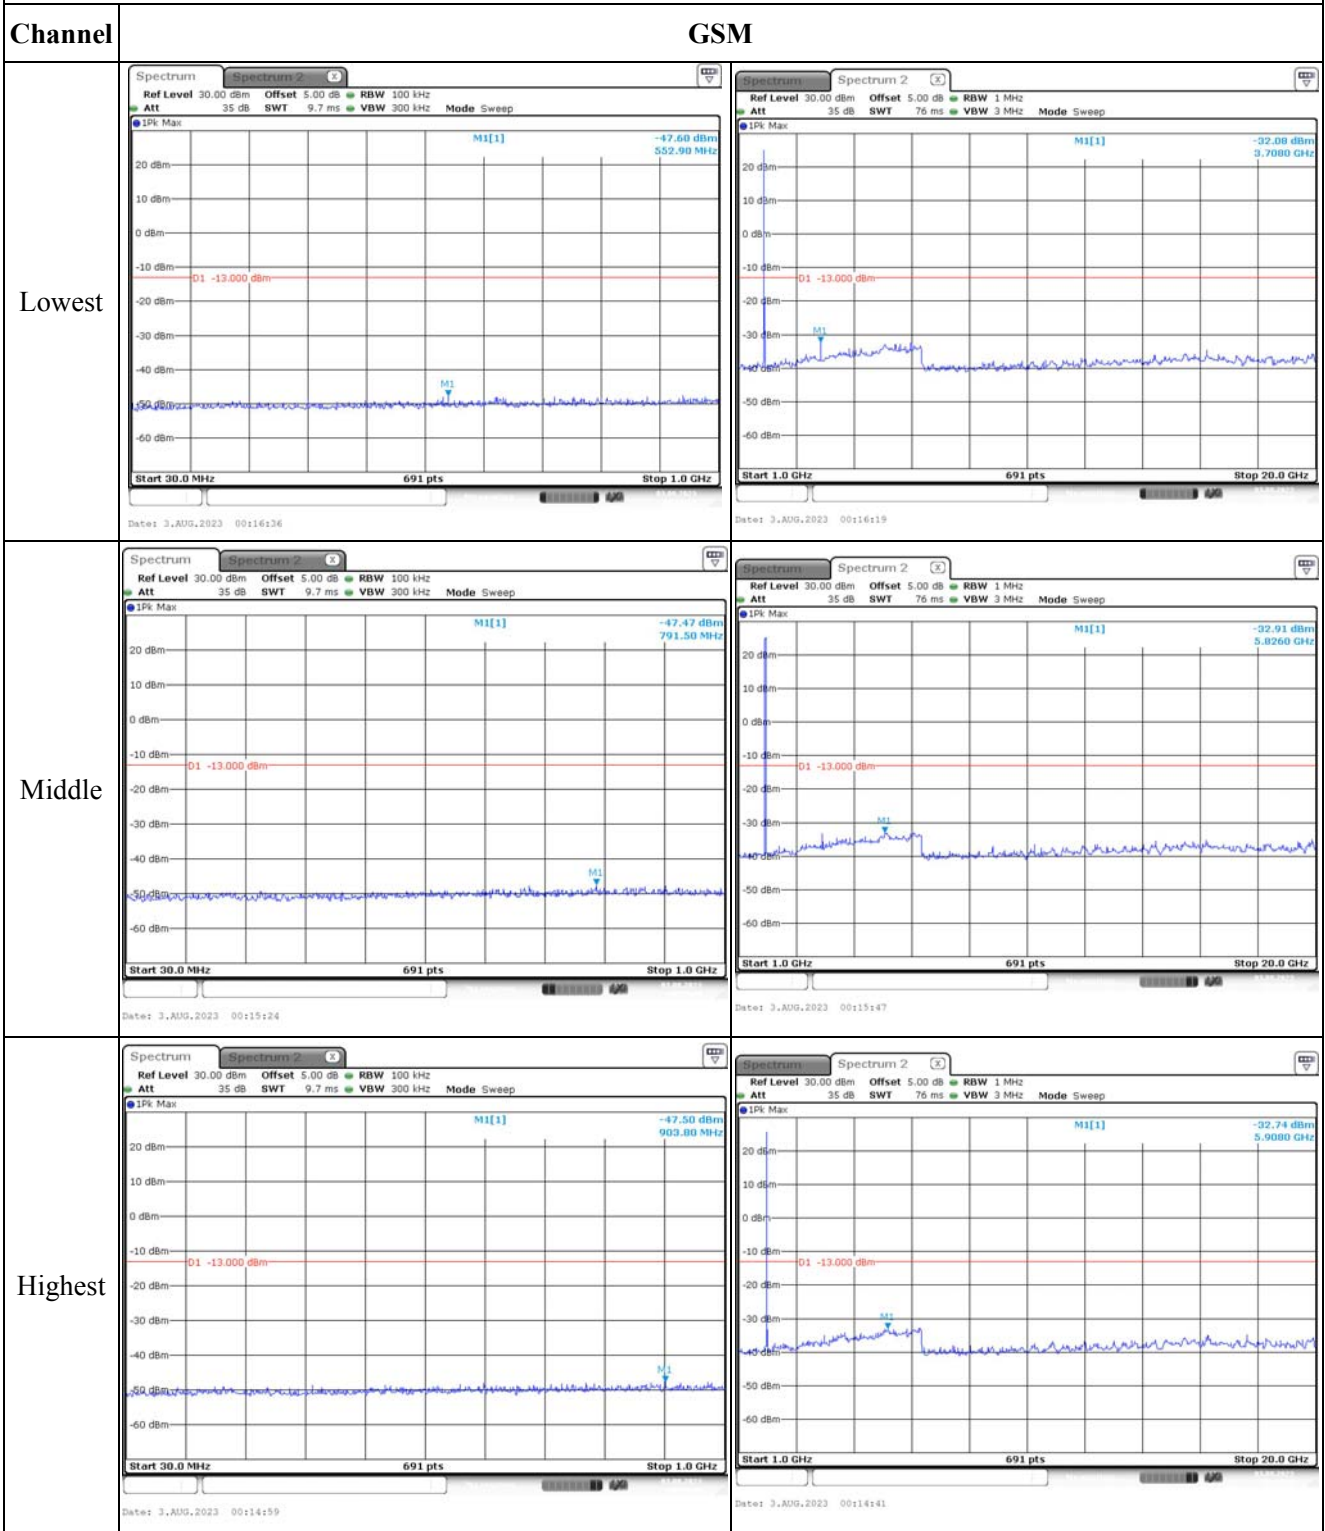 Channel GSM
Lowest
Spectrum Spectrum 2 X
Ref Level 30.00 dBm Offset 5.00 dB RBW 100 kHz
Att 35 dB SWT 9.7 ms VBW 300 kHz Mode Sweep
1Pk Max
M1[1] -47.60 dBm
552.90 MHz
20 dBm
10 dBm
0 dBm
-10 dBm
D1 -13.000 dBm
-20 dBm
-30 dBm
-40 dBm
M1
-50 dBm
-60 dBm
Start 30.0 MHz 691 pts Stop 1.0 GHz
Date: 3.AUG.2023 00:16:36
Spectrum Spectrum 2 X
Ref Level 30.00 dBm Offset 5.00 dB RBW 1 MHz
Att 35 dB SWT 76 ms VBW 3 MHz Mode Sweep
1Pk Max
M1[1] -32.08 dBm
3.7080 GHz
20 dBm
10 dBm
0 dBm
-10 dBm
D1 -13.000 dBm
-20 dBm
-30 dBm
M1
-40 dBm
-50 dBm
-60 dBm
Start 1.0 GHz 691 pts Stop 20.0 GHz
Date: 3.AUG.2023 00:16:19
Middle
Spectrum Spectrum 2 X
Ref Level 30.00 dBm Offset 5.00 dB RBW 100 kHz
Att 35 dB SWT 9.7 ms VBW 300 kHz Mode Sweep
1Pk Max
M1[1] -47.47 dBm
791.50 MHz
20 dBm
10 dBm
0 dBm
-10 dBm
D1 -13.000 dBm
-20 dBm
-30 dBm
-40 dBm
M1
-50 dBm
-60 dBm
Start 30.0 MHz 691 pts Stop 1.0 GHz
Date: 3.AUG.2023 00:15:24
Spectrum Spectrum 2 X
Ref Level 30.00 dBm Offset 5.00 dB RBW 1 MHz
Att 35 dB SWT 76 ms VBW 3 MHz Mode Sweep
1Pk Max
M1[1] -32.91 dBm
5.8260 GHz
20 dBm
10 dBm
0 dBm
-10 dBm
D1 -13.000 dBm
-20 dBm
-30 dBm
M1
-40 dBm
-50 dBm
-60 dBm
Start 1.0 GHz 691 pts Stop 20.0 GHz
Date: 3.AUG.2023 00:15:47
Highest
Spectrum Spectrum 2 X
Ref Level 30.00 dBm Offset 5.00 dB RBW 100 kHz
Att 35 dB SWT 9.7 ms VBW 300 kHz Mode Sweep
1Pk Max
M1[1] -47.50 dBm
903.80 MHz
20 dBm
10 dBm
0 dBm
-10 dBm
D1 -13.000 dBm
-20 dBm
-30 dBm
-40 dBm
M1
-50 dBm
-60 dBm
Start 30.0 MHz 691 pts Stop 1.0 GHz
Date: 3.AUG.2023 00:14:59
Spectrum Spectrum 2 X
Ref Level 30.00 dBm Offset 5.00 dB RBW 1 MHz
Att 35 dB SWT 76 ms VBW 3 MHz Mode Sweep
1Pk Max
M1[1] -32.74 dBm
5.9080 GHz
20 dBm
10 dBm
0 dBm
-10 dBm
D1 -13.000 dBm
-20 dBm
-30 dBm
M1
-40 dBm
-50 dBm
-60 dBm
Start 1.0 GHz 691 pts Stop 20.0 GHz
Date: 3.AUG.2023 00:14:41